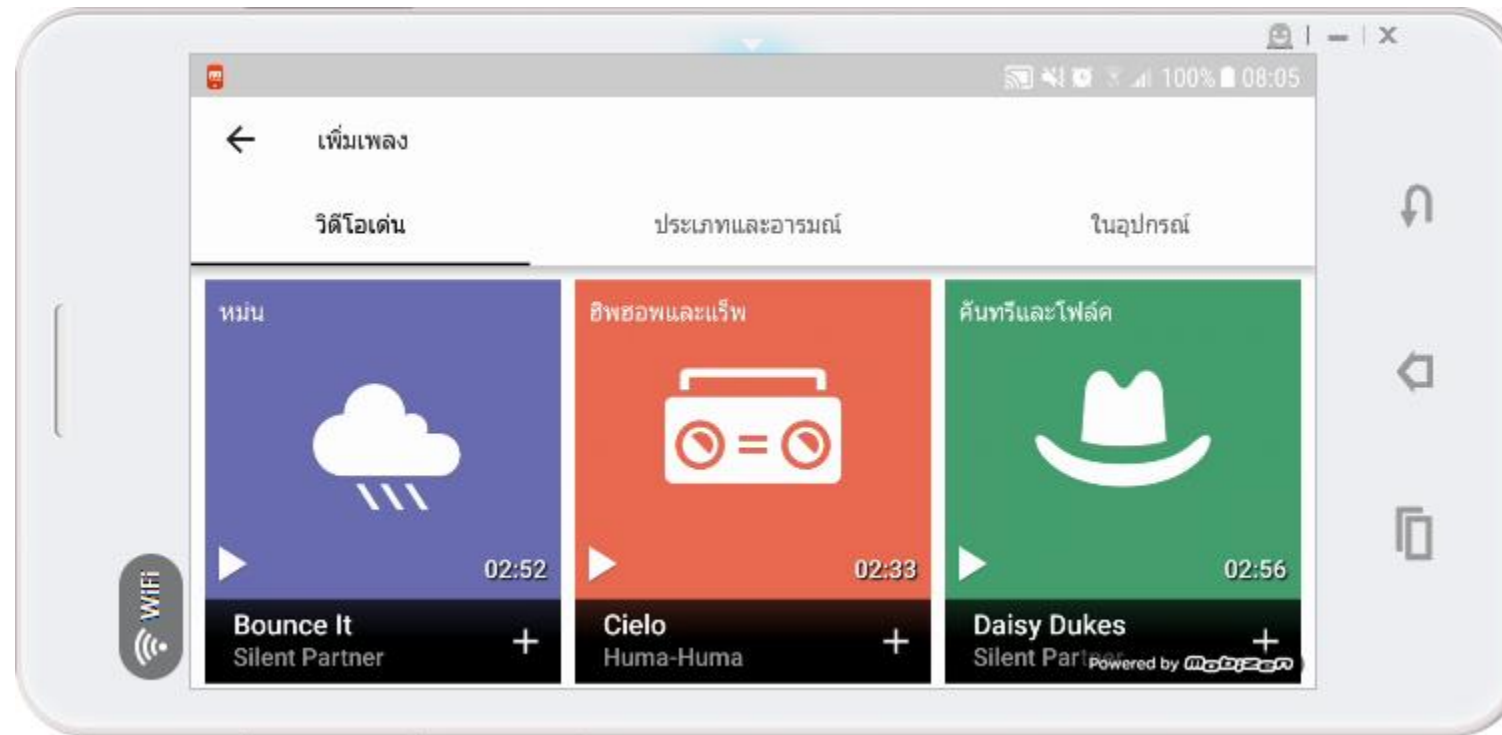 100% 08:05
เพิ่มเพลง
วิดีโอเด่น ประเภทและอารมณ์ ในอุปกรณ์
หม่น ฮิพฮอพและแร็พ คันทรีและโฟล์ค
02:52 02:33 02:56
WiFi
Bounce It Cielo Daisy Dukes
Silent Partner Huma-Huma Silent
Powered by Mobizen